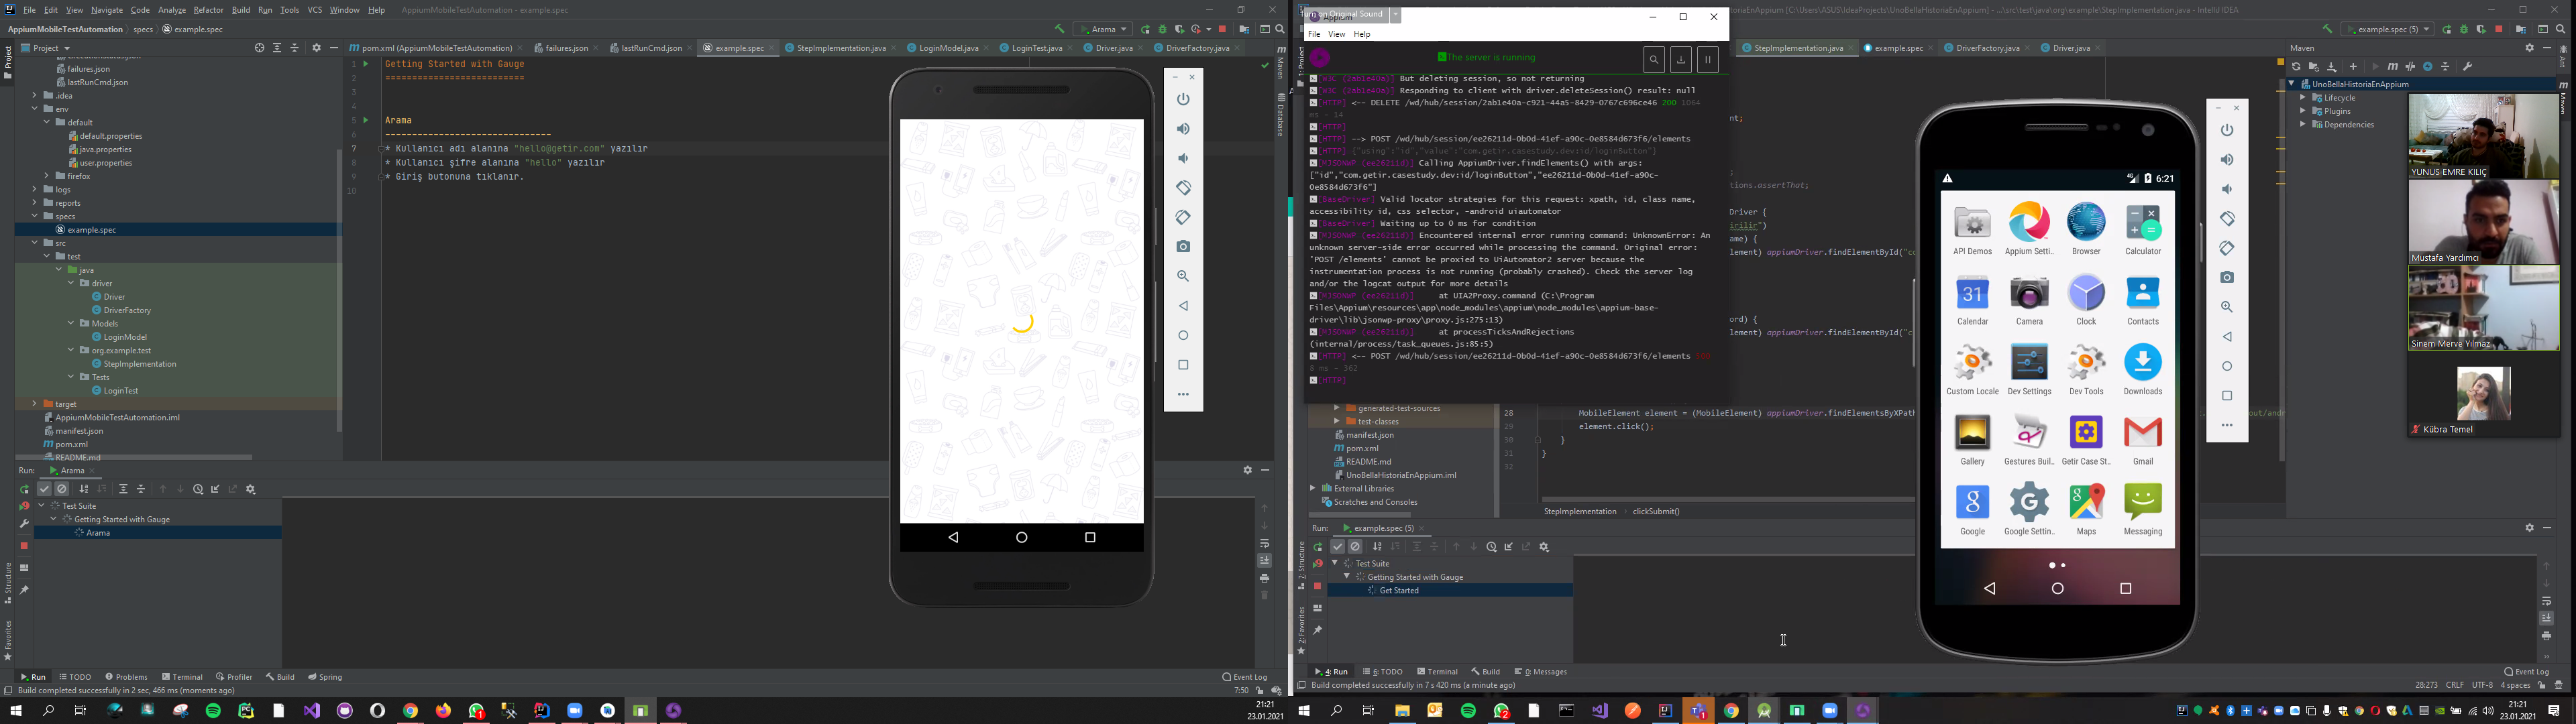 File Edit View Navigate Code Analyze Refactor Build Run Tools VCS Window Help AppiumMobileTestAutomation - example.spec
AppiumMobileTestAutomation specs example.spec
Arama
Project
pom.xml (AppiumMobileTestAutomation) failures.json lastRunCmd.json example.spec StepImplementation.java LoginModel.java LoginTest.java Driver.java DriverFactory.java
failures.json
lastRunCmd.json
.idea
env
default
default.properties
java.properties
user.properties
firefox
logs
reports
specs
example.spec
src
test
java
driver
Driver
DriverFactory
Models
LoginModel
org.example.test
StepImplementation
Tests
LoginTest
target
AppiumMobileTestAutomation.iml
manifest.json
pom.xml
README.md
1 Getting Started with Gauge
2 =========================
3
4
5 Arama
6 ------------------------------
7 * Kullanıcı adı alanına "hello@getir.com" yazılır
8 * Kullanıcı şifre alanına "hello" yazılır
9 * Giriş butonuna tıklanır.
10
Maven
Database
Structure
Favorites
Run: Arama
Test Suite
Getting Started with Gauge
Arama
Run TODO Problems Terminal Profiler Build Spring Event Log
Build completed successfully in 2 sec, 466 ms (moments ago) 7:50
21:21
23.01.2021
Turn on Original Sound
Appium
File View Help
The server is running
[W3C (2ab1e40a)] But deleting session, so not returning
[W3C (2ab1e40a)] Responding to client with driver.deleteSession() result: null
[HTTP] <-- DELETE /wd/hub/session/2ab1e40a-c921-44a5-8429-0767c696ce46 200 1064
ms - 14
[HTTP]
[HTTP] --> POST /wd/hub/session/ee26211d-0b0d-41ef-a90c-0e8584d673f6/elements
[HTTP] {"using":"id","value":"com.getir.casestudy.dev:id/loginButton"}
[MJSONWP (ee26211d)] Calling AppiumDriver.findElements() with args:
["id","com.getir.casestudy.dev:id/loginButton","ee26211d-0b0d-41ef-a90c-
0e8584d673f6"]
[BaseDriver] Valid locator strategies for this request: xpath, id, class name,
accessibility id, css selector, -android uiautomator
[BaseDriver] Waiting up to 0 ms for condition
[MJSONWP (ee26211d)] Encountered internal error running command: UnknownError: An
unknown server-side error occurred while processing the command. Original error:
'POST /elements' cannot be proxied to UiAutomator2 server because the
instrumentation process is not running (probably crashed). Check the server log
and/or the logcat output for more details
[MJSONWP (ee26211d)] at UIA2Proxy.command (C:\Program
Files\Appium\resources\app\node_modules\appium\node_modules\appium-base-
driver\lib\jsonwp-proxy\proxy.js:275:13)
[MJSONWP (ee26211d)] at processTicksAndRejections
(internal/process/task_queues.js:85:5)
[HTTP] <-- POST /wd/hub/session/ee26211d-0b0d-41ef-a90c-0e8584d673f6/elements 500
ms - 362
[HTTP]
oriaEnAppium [C:\Users\ASUS\IdeaProjects\UnoBellaHistoriaEnAppium] - ...\src\test\java\org\example\StepImplementation.java - IntelliJ IDEA
example.spec (5)
StepImplementation.java example.spec DriverFactory.java Driver.java
Maven
UnoBellaHistoriaEnAppium
Lifecycle
Plugins
Dependencies
ent;
tions.assertThat;
Driver {
element) appiumDriver.findElementById("c
ord) {
element) appiumDriver.findElementById("c
28 MobileElement element = (MobileElement) appiumDriver.findElementsByXPath
29 element.click();
30 }
31 }
32
generated-test-sources
test-classes
manifest.json
pom.xml
README.md
UnoBellaHistoriaEnAppium.iml
External Libraries
Scratches and Consoles
StepImplementation clickSubmit()
6:21
API Demos Appium Setti.. Browser Calculator
Calendar Camera Clock Contacts
Custom Locale Dev Settings Dev Tools Downloads
Gallery Gestures Buil.. Getir Case St.. Gmail
Google Google Settin.. Maps Messaging
YUNUS EMRE KILIÇ
Mustafa Yardımcı
Sinem Merve Yılmaz
Kübra Temel
Run: example.spec (5)
Test Suite
Getting Started with Gauge
Get Started
4: Run 6: TODO Terminal Build 0: Messages Event Log
Build completed successfully in 7 s 420 ms (a minute ago) 28:273 CRLF UTF-8 4 spaces
21:21
23.01.2021